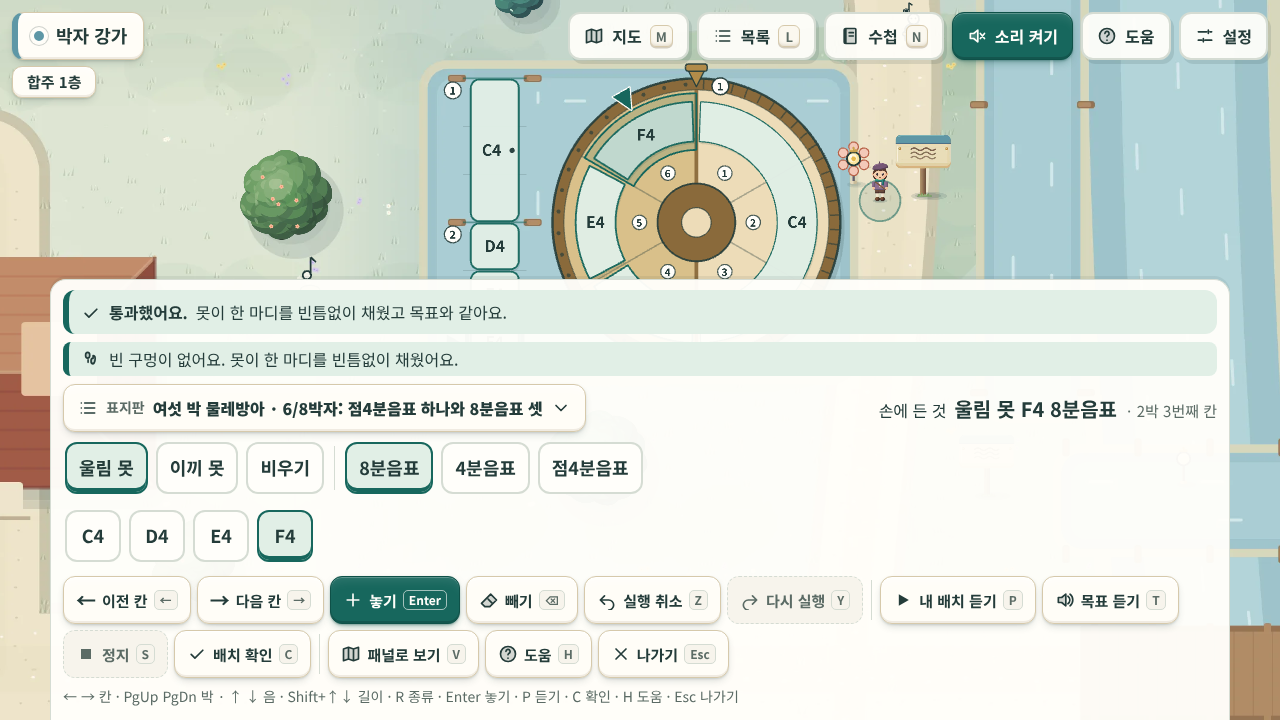 박자 강가
지도 M
목록 L
수첩 N
소리 켜기
도움
설정
합주 1층
1
C4
2
D4
1
F4
6
1
E4
5
2
C4
4
3
통과했어요. 못이 한 마디를 빈틈없이 채웠고 목표와 같아요.
빈 구멍이 없어요. 못이 한 마디를 빈틈없이 채웠어요.
표지판 여섯 박 물레방아 · 6/8박자: 점4분음표 하나와 8분음표 셋
손에 든 것 울림 못 F4 8분음표 · 2박 3번째 칸
울림 못
이끼 못
비우기
8분음표
4분음표
점4분음표
C4
D4
E4
F4
← 이전 칸 ←
→ 다음 칸 →
놓기 Enter
빼기 ⌫
실행 취소 Z
다시 실행 Y
내 배치 듣기 P
목표 듣기 T
정지 S
배치 확인 C
패널로 보기 V
도움 H
나가기 Esc
← → 칸 · PgUp PgDn 박 · ↑ ↓ 음 · Shift+↑ ↓ 길이 · R 종류 · Enter 놓기 · P 듣기 · C 확인 · H 도움 · Esc 나가기